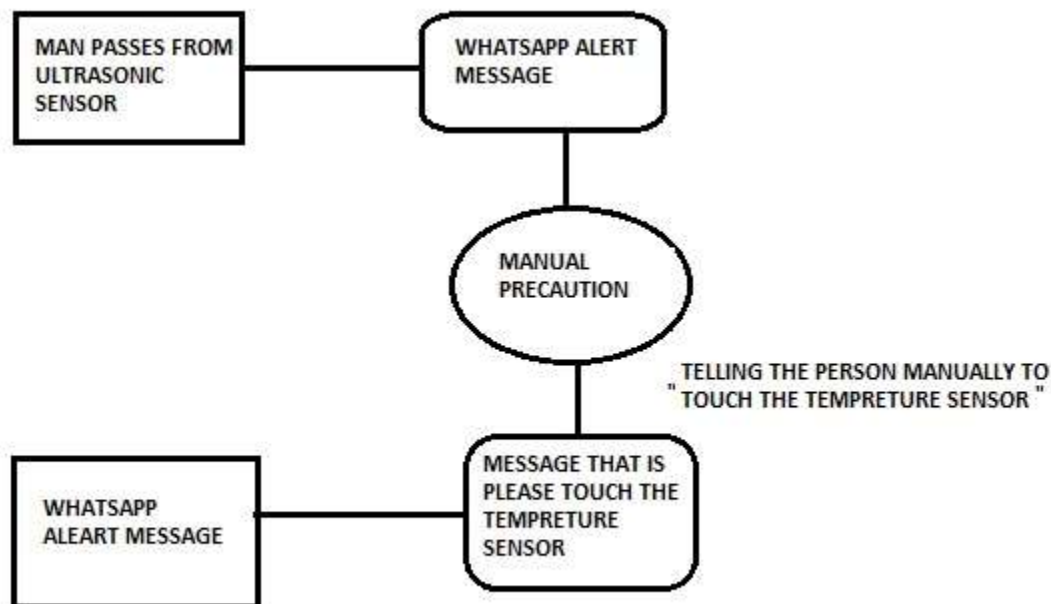 MAN PASSES FROM
ULTRASONIC
SENSOR
WHATSAPP ALERT
MESSAGE
MANUAL
PRECAUTION
TELLING THE PERSON MANUALLY TO
" TOUCH THE TEMPRETURE SENSOR "
MESSAGE THAT IS
PLEASE TOUCH THE
TEMPRETURE
SENSOR
WHATSAPP
ALEART MESSAGE